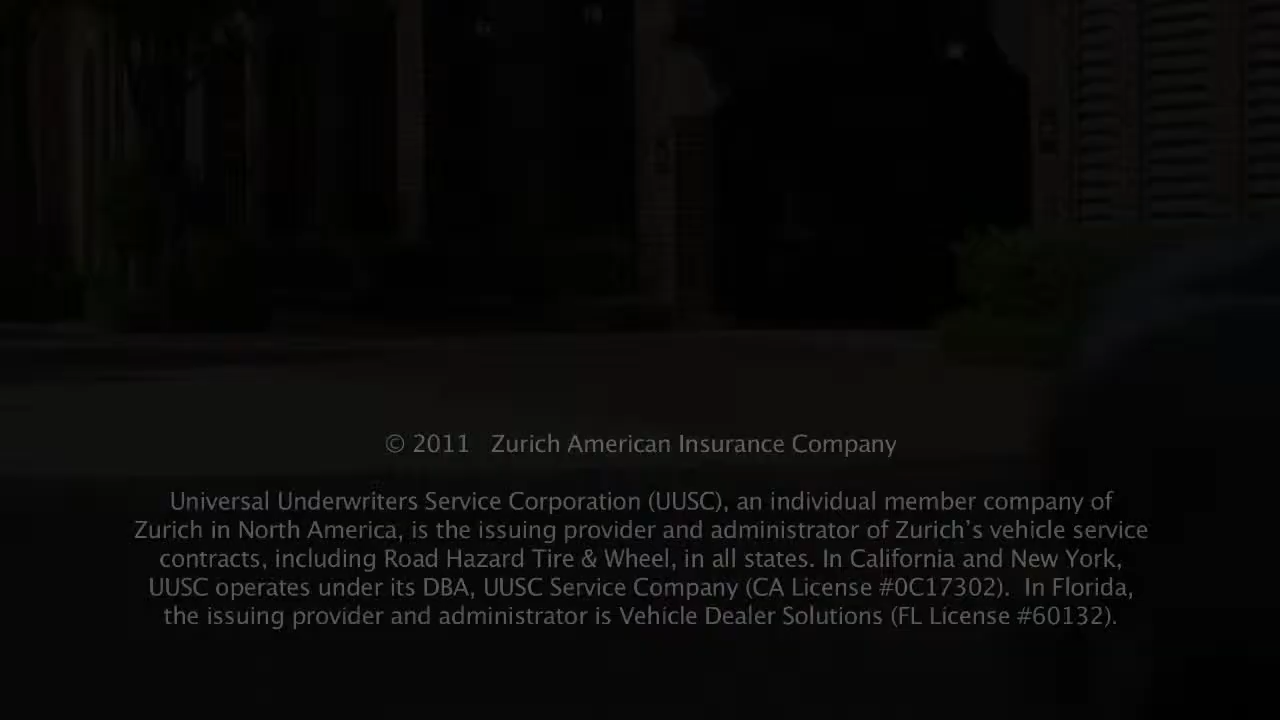 © 2011 Zurich American Insurance Company
Universal Underwriters Service Corporation (UUSC), an individual member company of
Zurich in North America, is the issuing provider and administrator of Zurich’s vehicle service
contracts, including Road Hazard Tire & Wheel, in all states. In California and New York,
UUSC operates under its DBA, UUSC Service Company (CA License #0C17302). In Florida,
the issuing provider and administrator is Vehicle Dealer Solutions (FL License #60132).